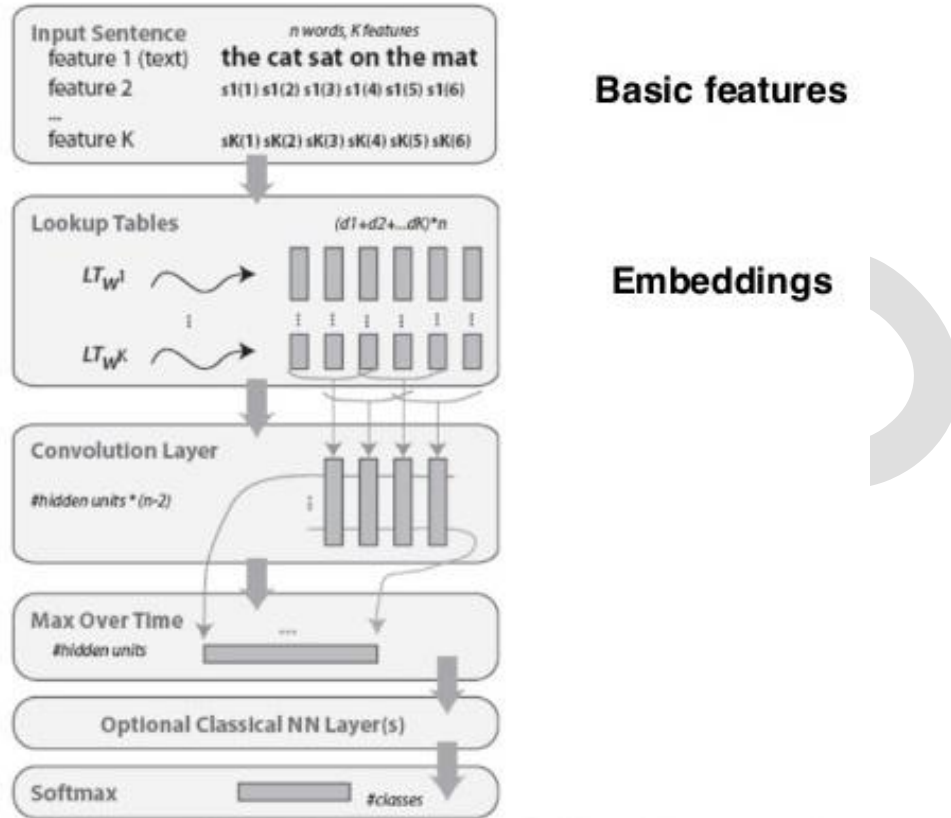 Input Sentence
n words, K features
feature 1 (text) the cat sat on the mat
feature 2 s1(1) s1(2) s1(3) s1(4) s1(5) s1(6)
...
feature K sK(1) sK(2) sK(3) sK(4) sK(5) sK(6)
Basic features
Lookup Tables
(d1+d2+...dK)*n
LTW1
⋮
LTWK
Embeddings
Convolution Layer
#hidden units * (n-2)
Max Over Time
...
#hidden units
Optional Classical NN Layer(s)
Softmax
#classes